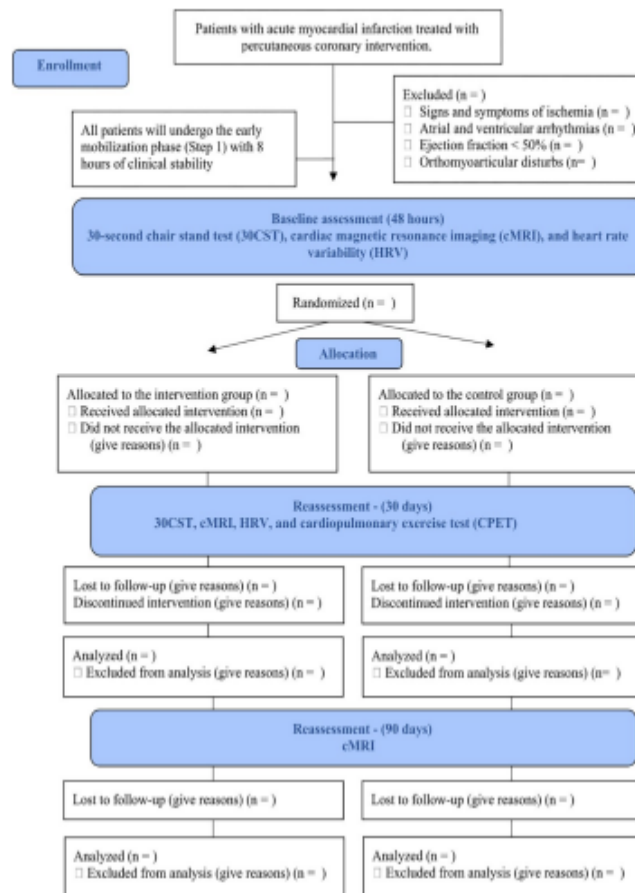 Patients with acute myocardial infarction treated with
percutaneous coronary intervention.
Enrollment
Excluded (n = )
□ Signs and symptoms of ischemia (n = )
□ Atrial and ventricular arrhythmias (n = )
□ Ejection fraction < 50% (n = )
□ Orthomyoarticular disturbs (n= )
All patients will undergo the early
mobilization phase (Step 1) with 8
hours of clinical stability
Baseline assessment (48 hours)
30-second chair stand test (30CST), cardiac magnetic resonance imaging (cMRI), and heart rate
variability (HRV)
Randomized (n = )
Allocation
Allocated to the intervention group (n = )
□ Received allocated intervention (n = )
□ Did not receive the allocated intervention
(give reasons) (n = )
Allocated to the control group (n = )
□ Received allocated intervention (n = )
□ Did not receive the allocated intervention
(give reasons) (n = )
Reassessment - (30 days)
30CST, cMRI, HRV, and cardiopulmonary exercise test (CPET)
Lost to follow-up (give reasons) (n = )
Discontinued intervention (give reasons) (n = )
Lost to follow-up (give reasons) (n = )
Discontinued intervention (give reasons) (n = )
Analyzed (n = )
□ Excluded from analysis (give reasons) (n = )
Analyzed (n = )
□ Excluded from analysis (give reasons) (n= )
Reassessment - (90 days)
cMRI
Lost to follow-up (give reasons) (n = )
Lost to follow-up (give reasons) (n = )
Analyzed (n = )
□ Excluded from analysis (give reasons) (n = )
Analyzed (n = )
□ Excluded from analysis (give reasons) (n = )